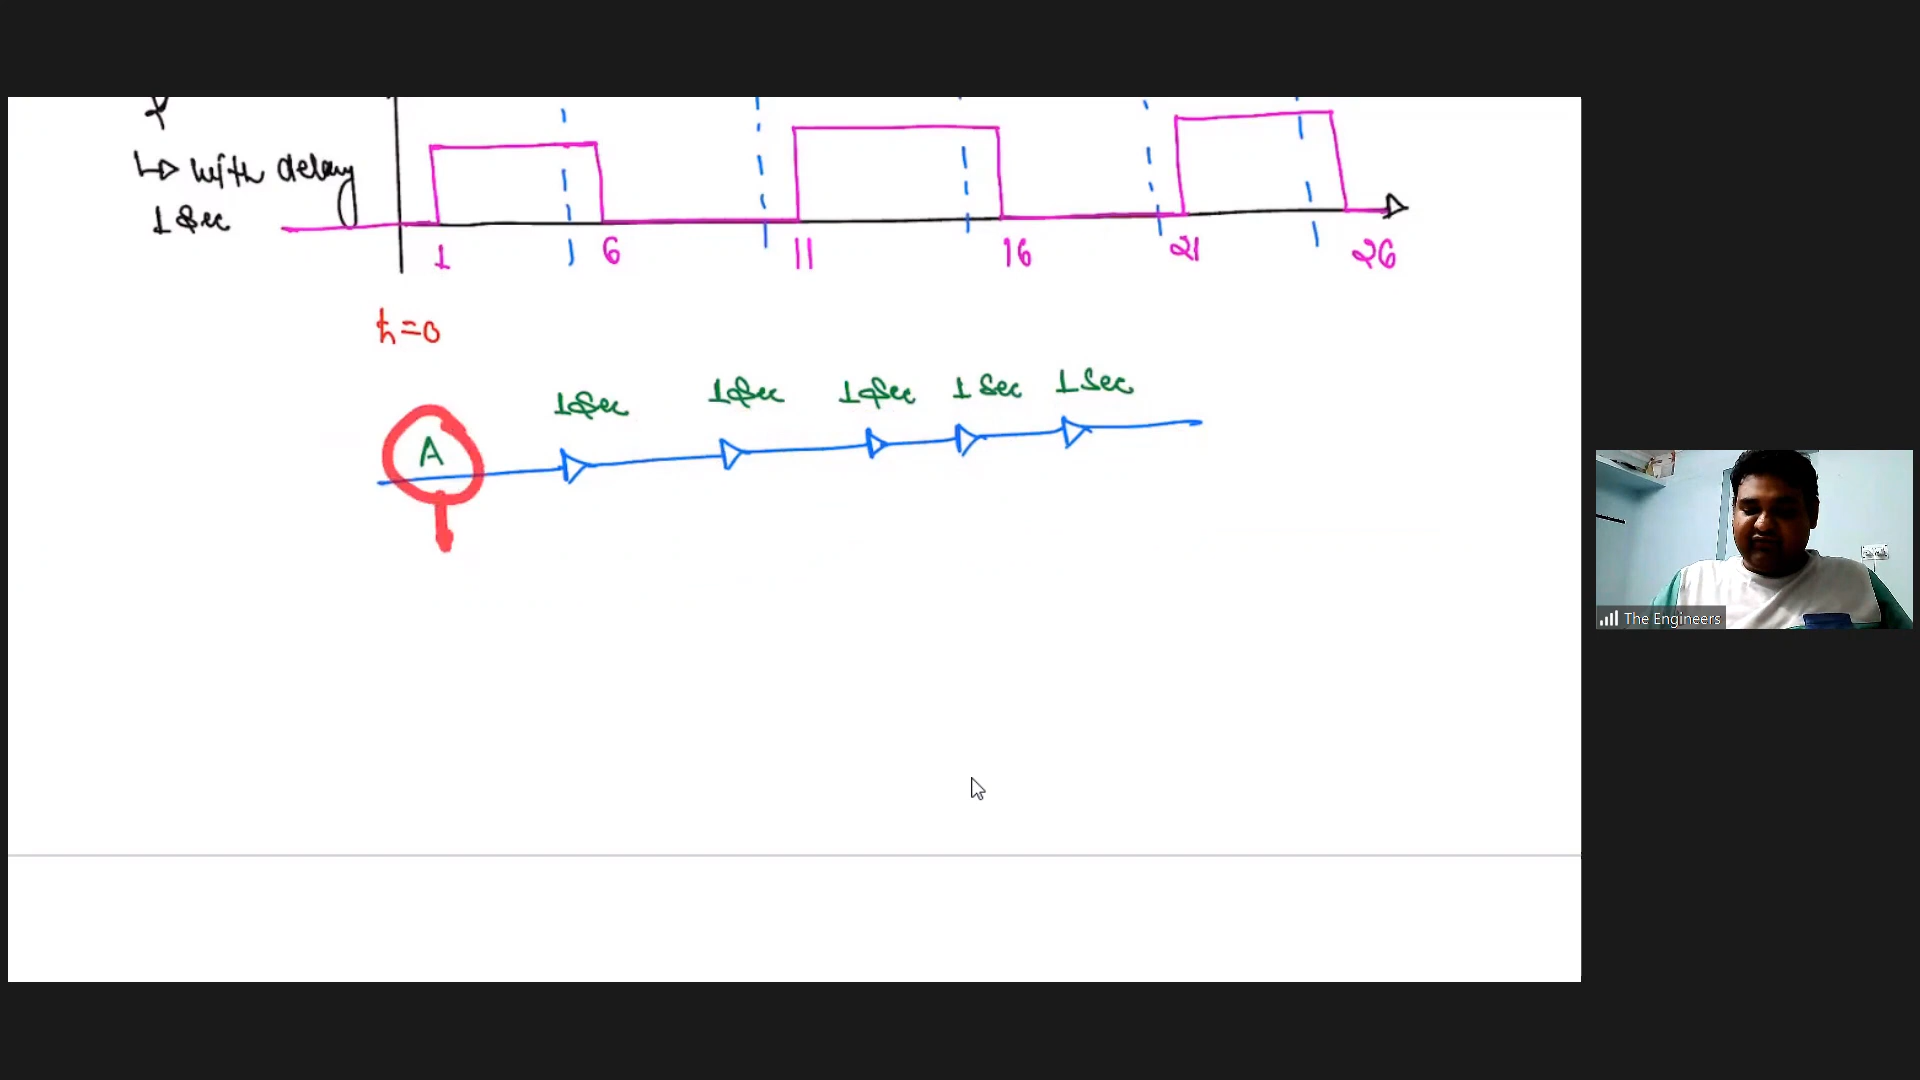 Y
↳ with delay
1 Sec
1 6 11 16 21 26
t=0
1 Sec 1 Sec 1 Sec 1 Sec 1 Sec
A
The Engineers